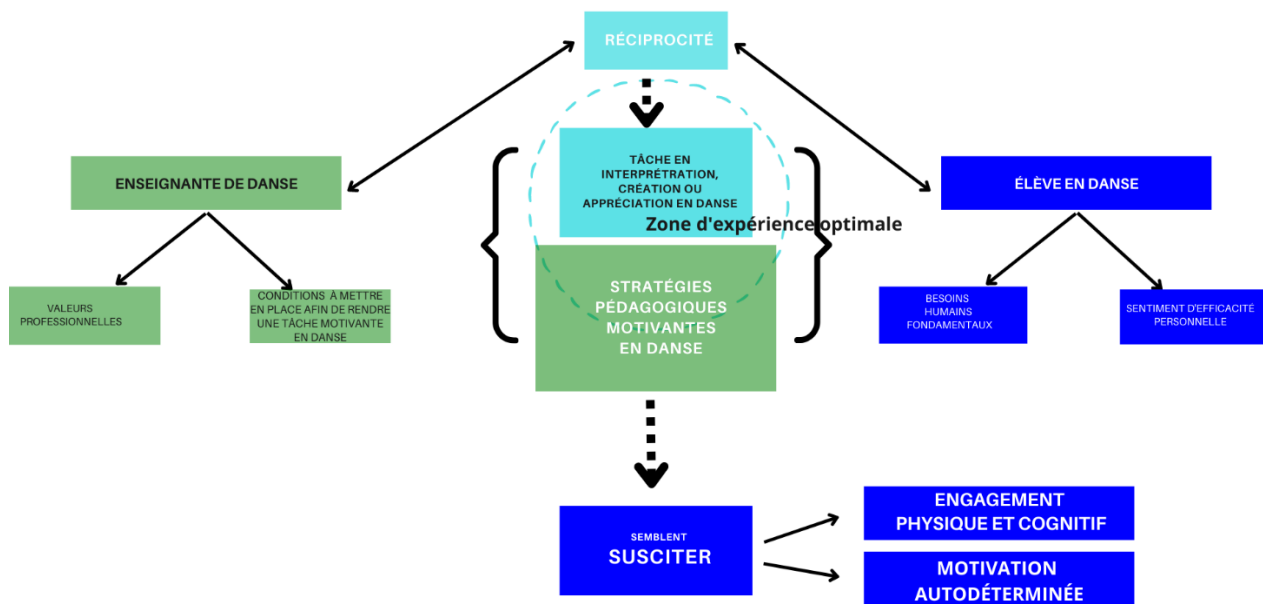 RÉCIPROCITÉ
ENSEIGNANTE DE DANSE
TÂCHE EN
INTERPRÉTRATION,
CRÉATION OU
APPRÉCIATION EN DANSE
ÉLÈVE EN DANSE
Zone d'expérience optimale
VALEURS
PROFESSIONNELLES
CONDITIONS À METTRE
EN PLACE AFIN DE RENDRE
UNE TÂCHE MOTIVANTE
EN DANSE
STRATÉGIES
PÉDAGOGIQUES
MOTIVANTES
EN DANSE
BESOINS
HUMAINS
FONDAMENTAUX
SENTIMENT D'EFFICACITÉ
PERSONNELLE
SEMBLENT
SUSCITER
ENGAGEMENT
PHYSIQUE ET COGNITIF
MOTIVATION
AUTODÉTERMINÉE